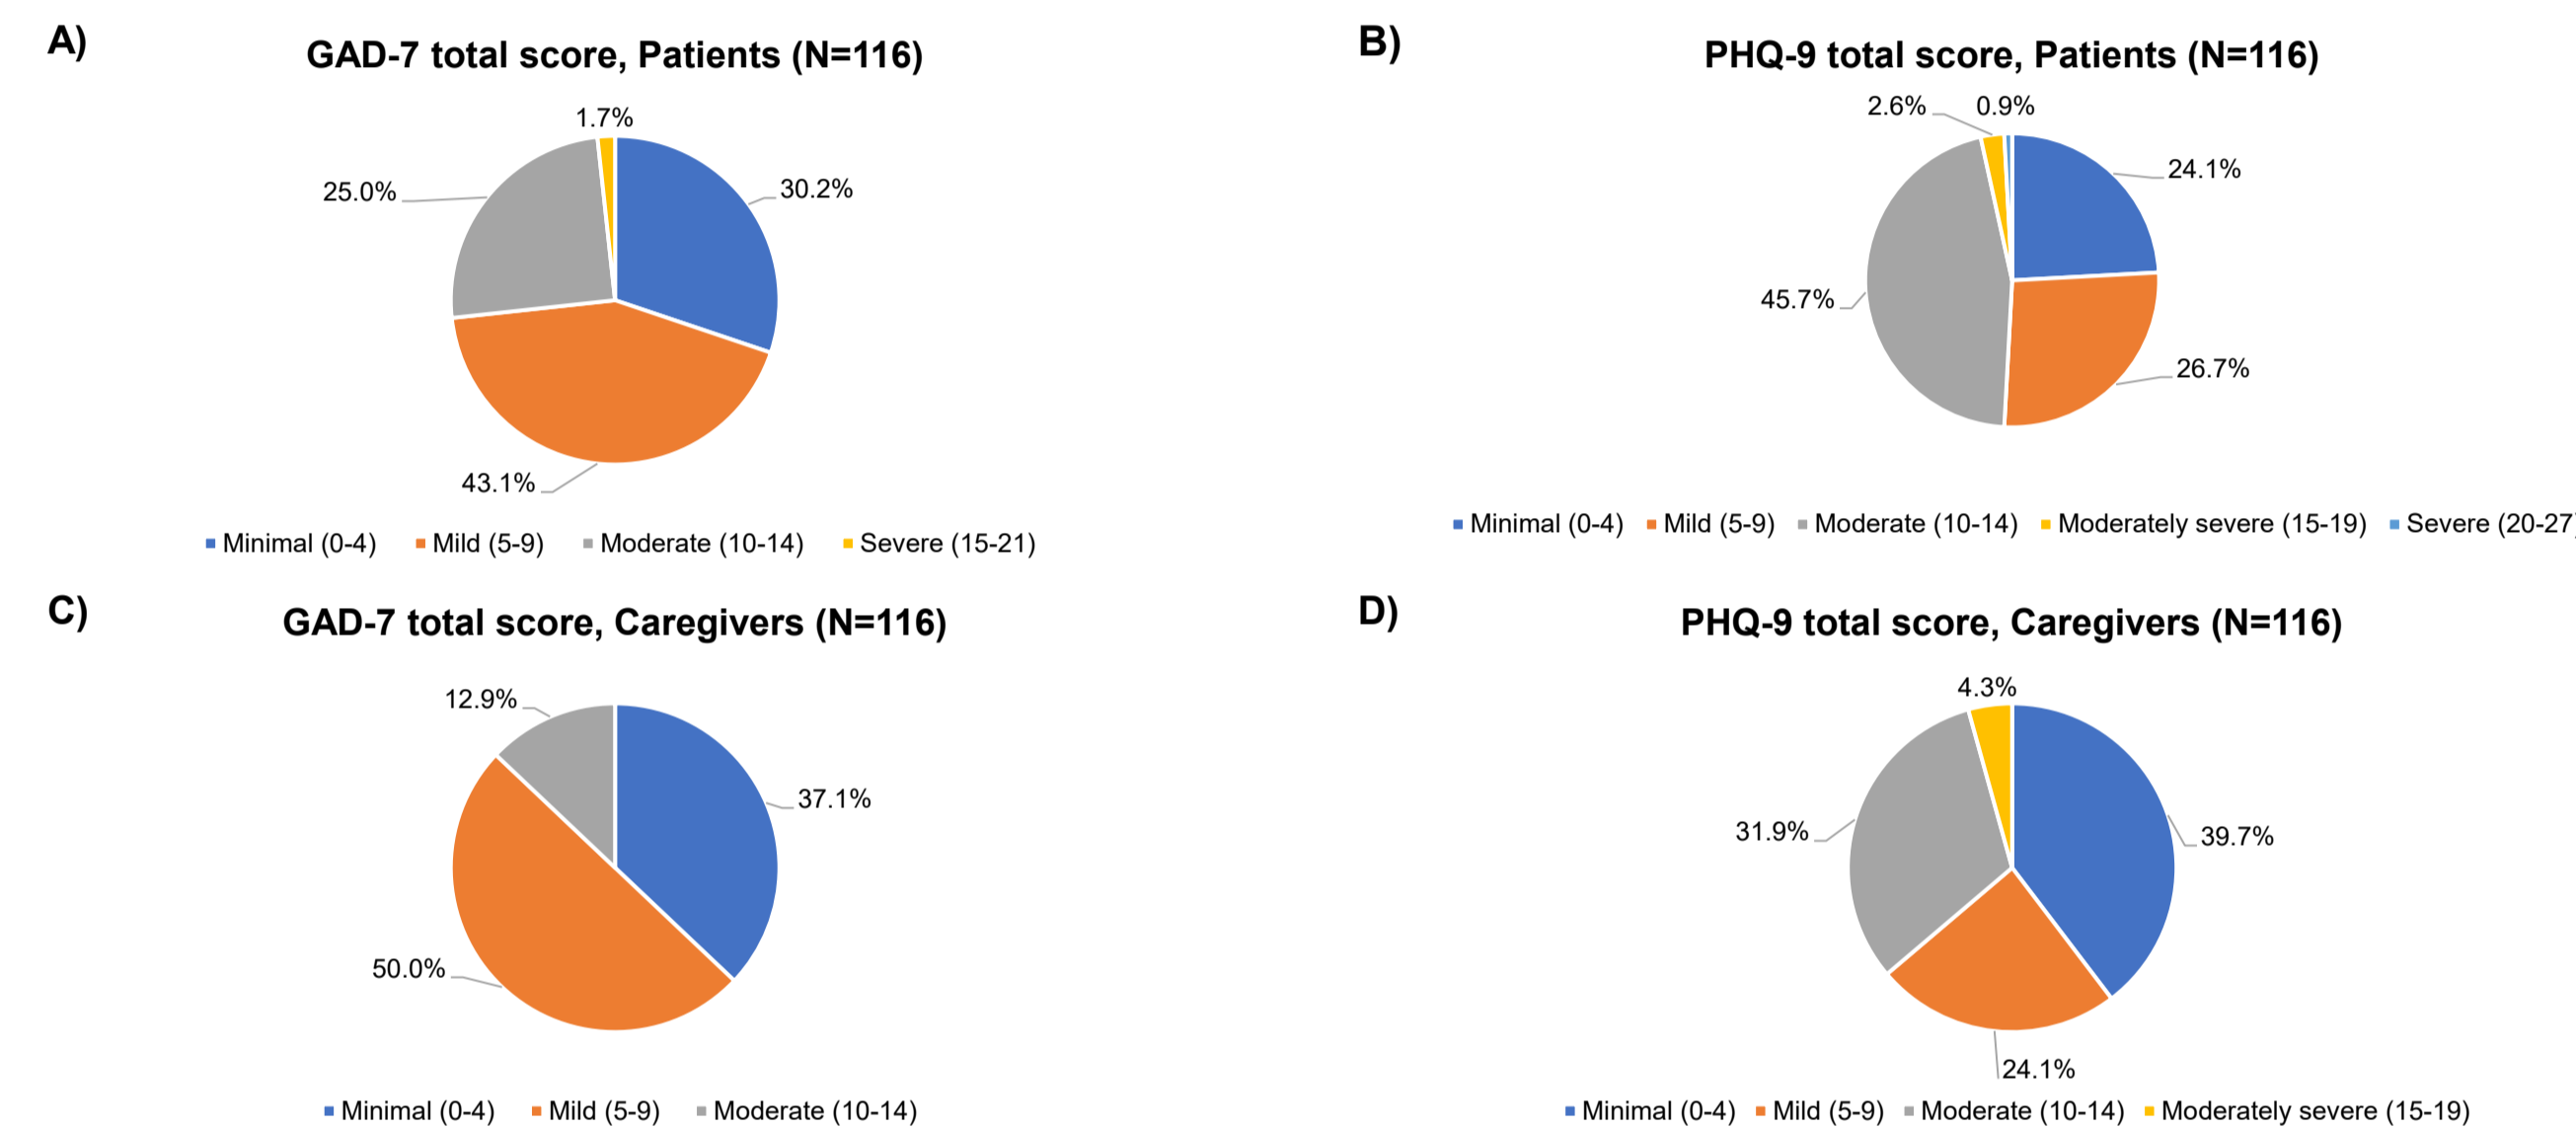 A)
GAD-7 total score, Patients (N=116)
1.7%
30.2%
25.0%
43.1%
Minimal (0-4) Mild (5-9) Moderate (10-14) Severe (15-21)
B)
PHQ-9 total score, Patients (N=116)
2.6% 0.9%
24.1%
45.7%
26.7%
Minimal (0-4) Mild (5-9) Moderate (10-14) Moderately severe (15-19) Severe (20-27
C)
GAD-7 total score, Caregivers (N=116)
12.9%
37.1%
50.0%
Minimal (0-4) Mild (5-9) Moderate (10-14)
D)
PHQ-9 total score, Caregivers (N=116)
4.3%
31.9%
39.7%
24.1%
Minimal (0-4) Mild (5-9) Moderate (10-14) Moderately severe (15-19)